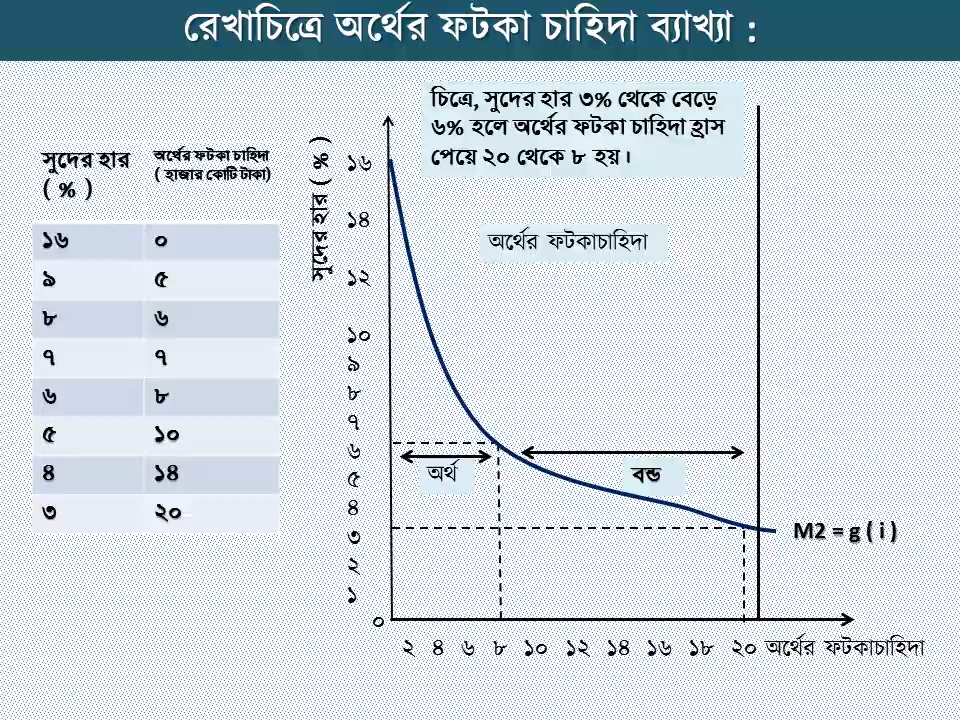 রেখাচিত্রে অর্থের ফটকা চাহিদা ব্যাখ্যা :
চিত্রে, সুদের হার ৩% থেকে বেড়ে
৬% হলে অর্থের ফটকা চাহিদা হ্রাস
পেয়ে ২০ থেকে ৮ হয়।
সুদের হার
( % )
অর্থের ফটকা চাহিদা
( হাজার কোটি টাকা)
১৬ ০
৯ ৫
৮ ৬
৭ ৭
৬ ৮
৫ ১০
৪ ১৪
৩ ২০
সুদের হার ( % )
১৬
১৪
১২
১০
৯
৮
৭
৬
৫
৪
৩
২
১
০
অর্থের ফটকাচাহিদা
অর্থ
বন্ড
M2 = g ( i )
২ ৪ ৬ ৮ ১০ ১২ ১৪ ১৬ ১৮ ২০ অর্থের ফটকাচাহিদা